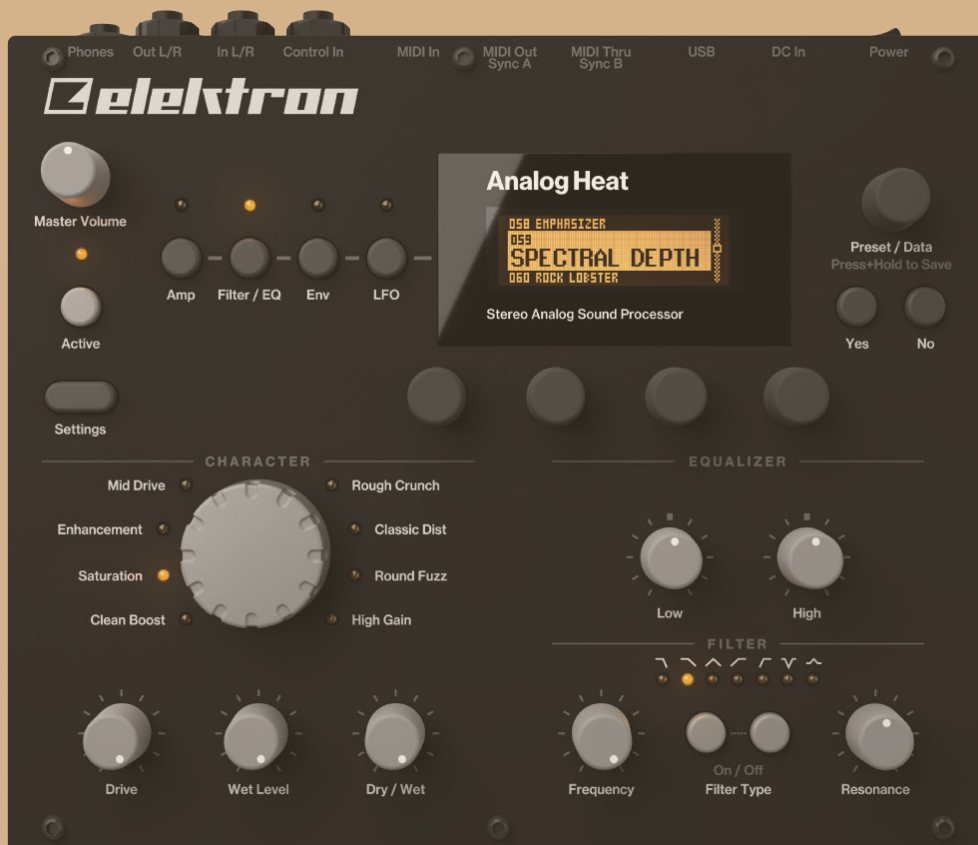 Phones Out L/R In L/R Control In MIDI In MIDI Out MIDI Thru USB DC In Power
Sync A Sync B
elektron
Analog Heat
058 EMPHASIZER
059
SPECTRAL DEPTH
060 ROCK LOBSTER
Stereo Analog Sound Processor
Master Volume
Amp Filter / EQ Env LFO
Preset / Data
Press+Hold to Save
Active
Yes No
Settings
CHARACTER
EQUALIZER
Mid Drive Rough Crunch
Enhancement Classic Dist
Saturation Round Fuzz
Clean Boost High Gain
Low High
FILTER
On / Off
Drive Wet Level Dry / Wet Frequency Filter Type Resonance